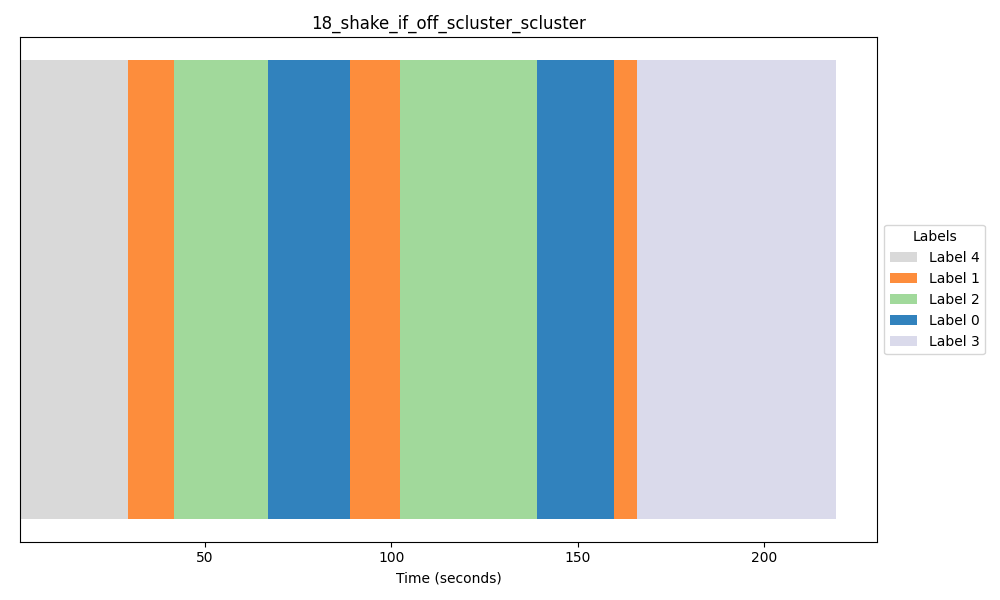 18_shake_if_off_scluster_scluster
Labels
Label 4
Label 1
Label 2
Label 0
Label 3
50 100 150 200
Time (seconds)